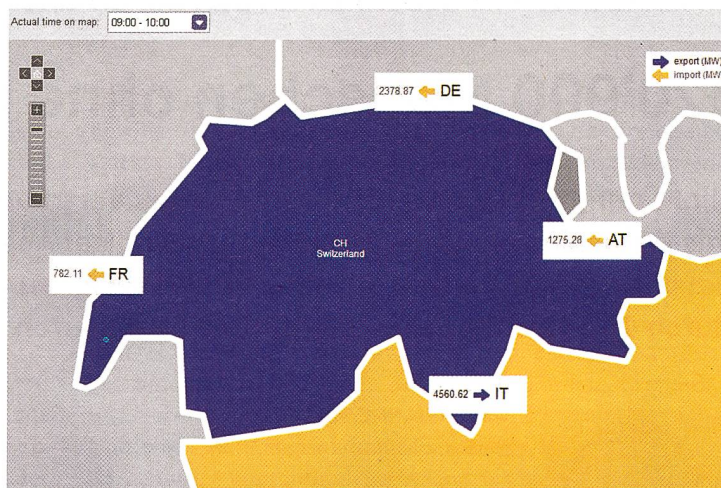 Actual time on map: 09:00 - 10:00
export (MW)
import (MW
2378.87 DE
CH
Switzerland
1275.28 AT
782.11 FR
4560.62 IT